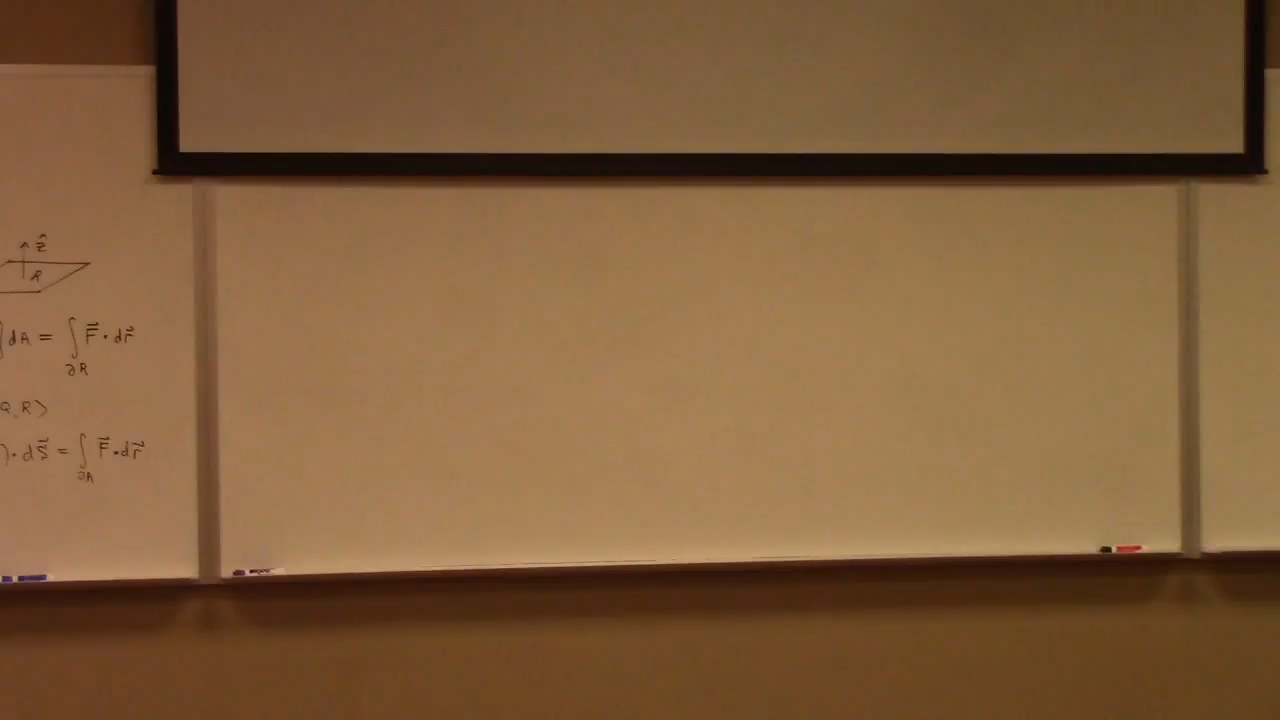 ẑ
R
dA = ∫_{∂R} F⃗ · dr⃗
Q, R ⟩
) · dS⃗ = ∫_{∂A} F⃗ · dr⃗